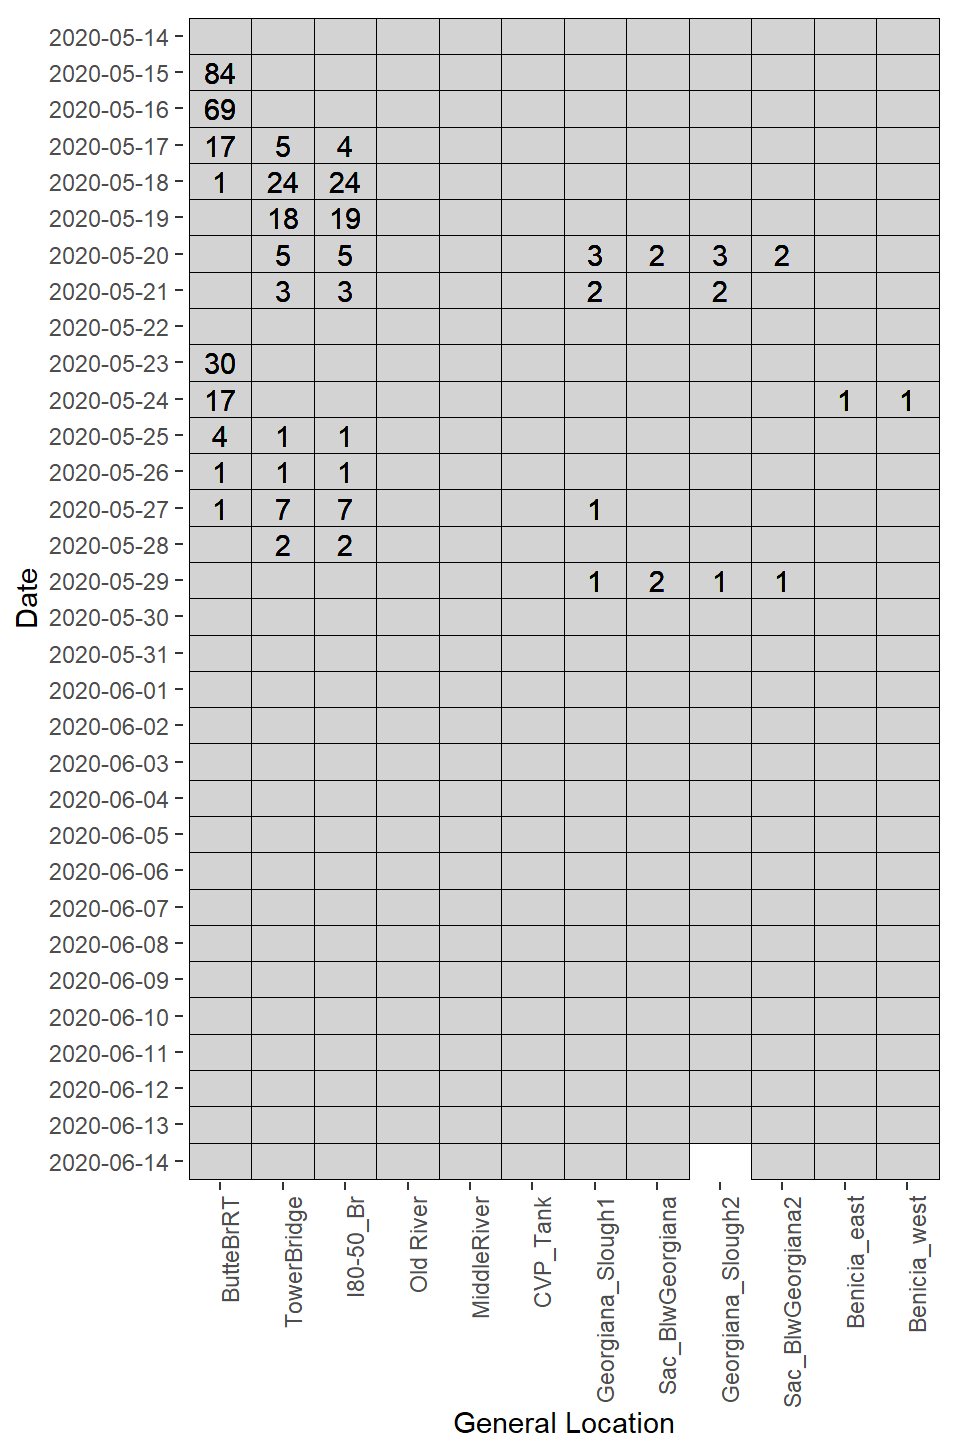 2020-05-14
2020-05-15 84
2020-05-16 69
2020-05-17 17 5 4
2020-05-18 1 24 24
2020-05-19 18 19
2020-05-20 5 5 3 2 3 2
2020-05-21 3 3 2 2
2020-05-22
2020-05-23 30
2020-05-24 17 1 1
2020-05-25 4 1 1
2020-05-26 1 1 1
2020-05-27 1 7 7 1
2020-05-28 2 2
2020-05-29 1 2 1 1
2020-05-30
2020-05-31
2020-06-01
2020-06-02
2020-06-03
2020-06-04
2020-06-05
2020-06-06
2020-06-07
2020-06-08
2020-06-09
2020-06-10
2020-06-11
2020-06-12
2020-06-13
2020-06-14
Date
ButteBrRT
TowerBridge
I80-50_Br
Old River
MiddleRiver
CVP_Tank
Georgiana_Slough1
Sac_BlwGeorgiana
Georgiana_Slough2
Sac_BlwGeorgiana2
Benicia_east
Benicia_west
General Location